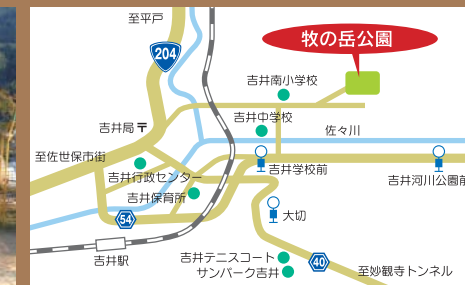 至平戸
204
牧の岳公園
吉井南小学校
吉井中学校
吉井局〒
佐々川
至佐世保市街
吉井学校前
吉井行政センター
吉井河川公園前
吉井保育所
54
大切
吉井駅
吉井テニスコート
サンパーク吉井
40
至妙観寺トンネル